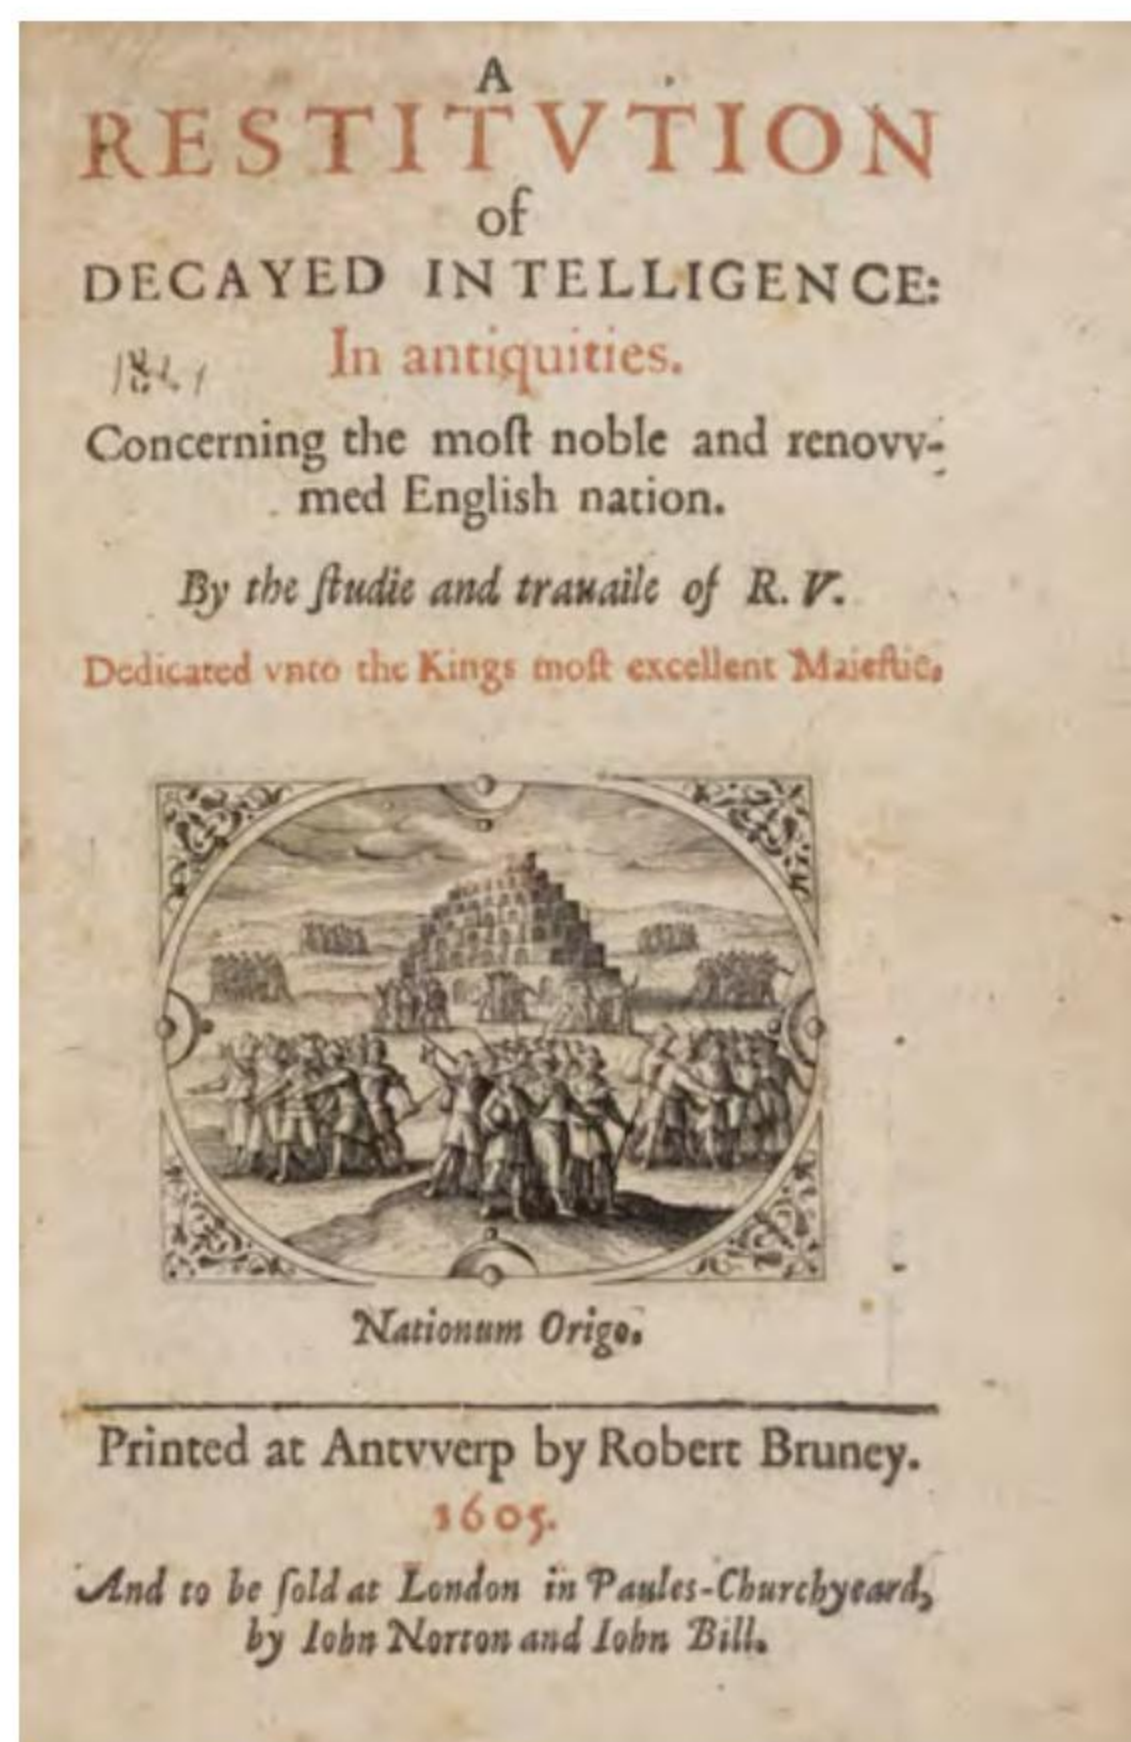 A
RESTITVTION
of
DECAYED INTELLIGENCE:
In antiquities.
Concerning the moſt noble and renovv-
med English nation.
By the ſtudie and trauaile of R. V.
Dedicated vnto the Kings moſt excellent Maieſtie.
Nationum Origo.
Printed at Antvverp by Robert Bruney.
1605.
And to be ſold at London in Paules-Churchyeard,
by Iohn Norton and Iohn Bill.